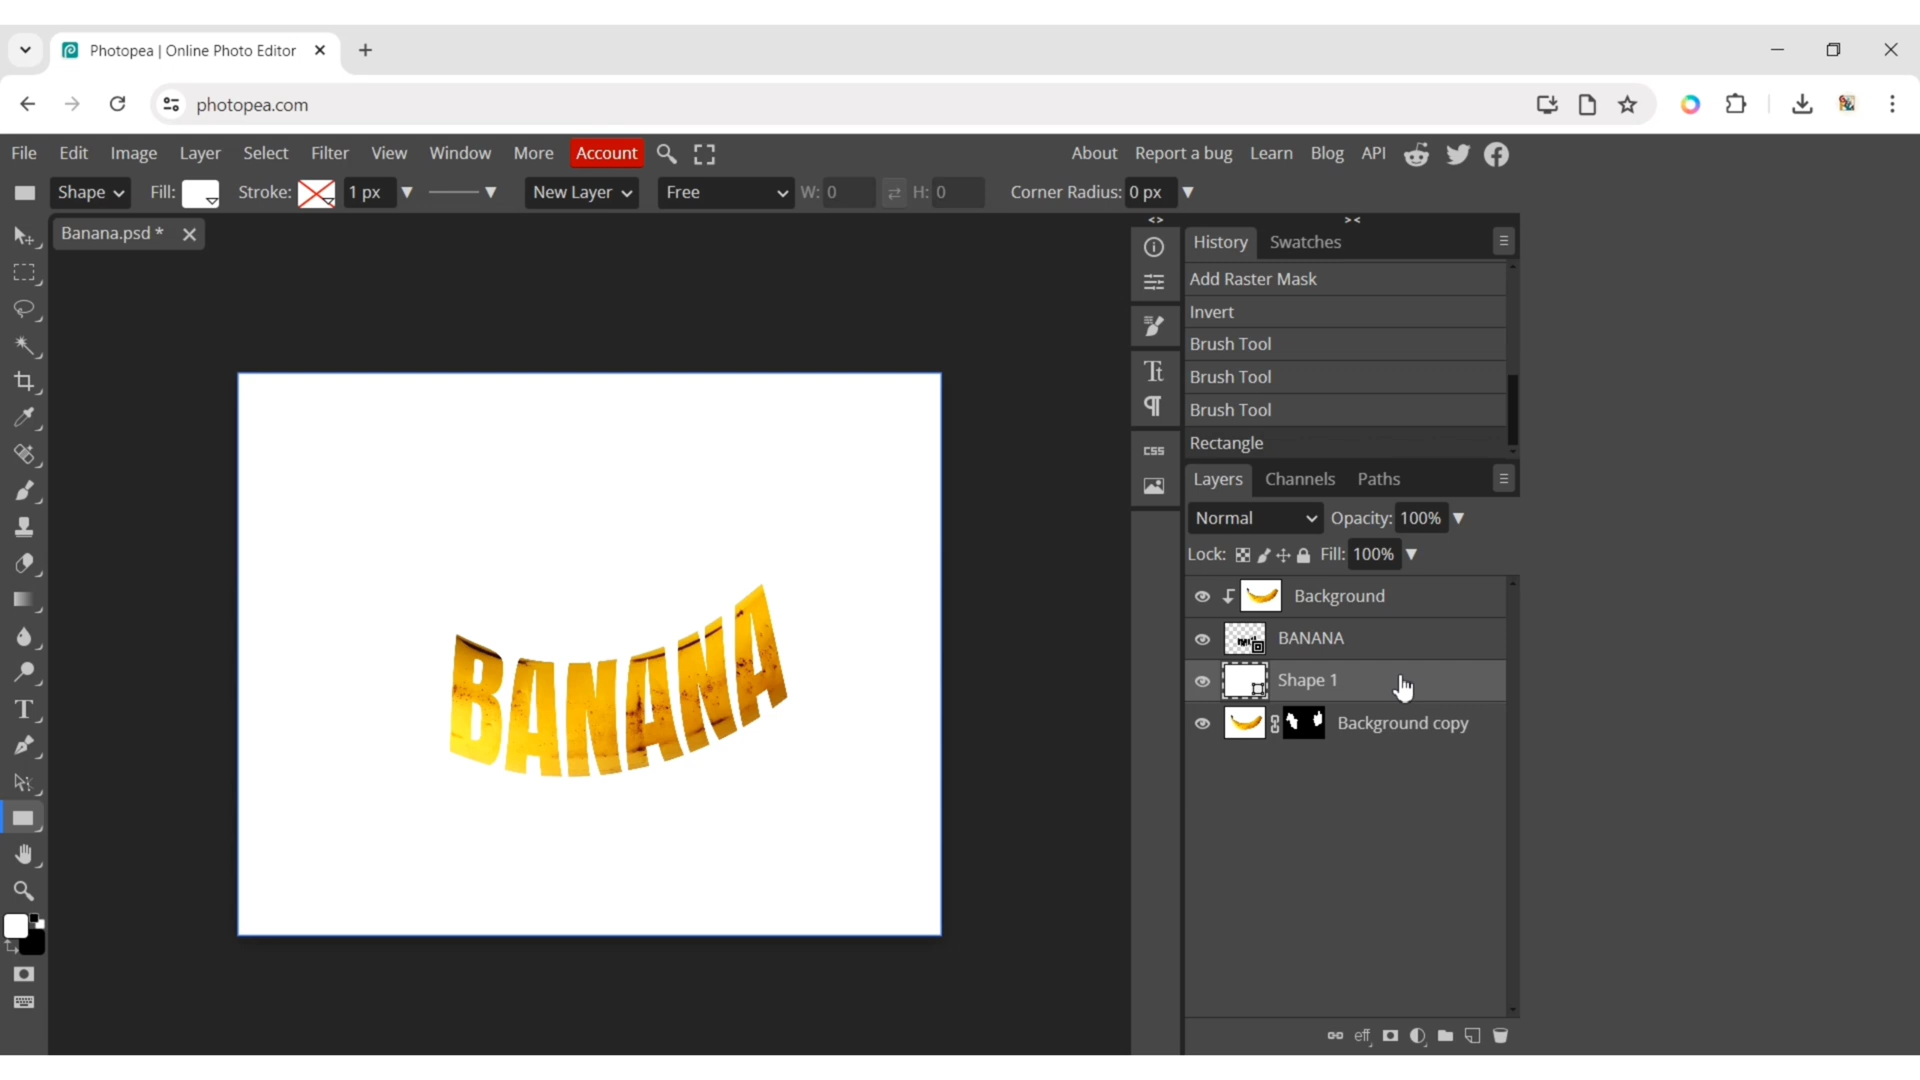 Photopea | Online Photo Editor
photopea.com
File Edit Image Layer Select Filter View Window More Account About Report a bug Learn Blog API
Shape Fill: Stroke: 1 px New Layer Free W: 0 H: 0 Corner Radius: 0 px
Banana.psd *
BANANA
< >
> <
History Swatches
Add Raster Mask
Invert
Brush Tool
Brush Tool
Brush Tool
Rectangle
CSS
Layers Channels Paths
Normal Opacity: 100%
Lock: Fill: 100%
Background
BANANA
Shape 1
Background copy
eff